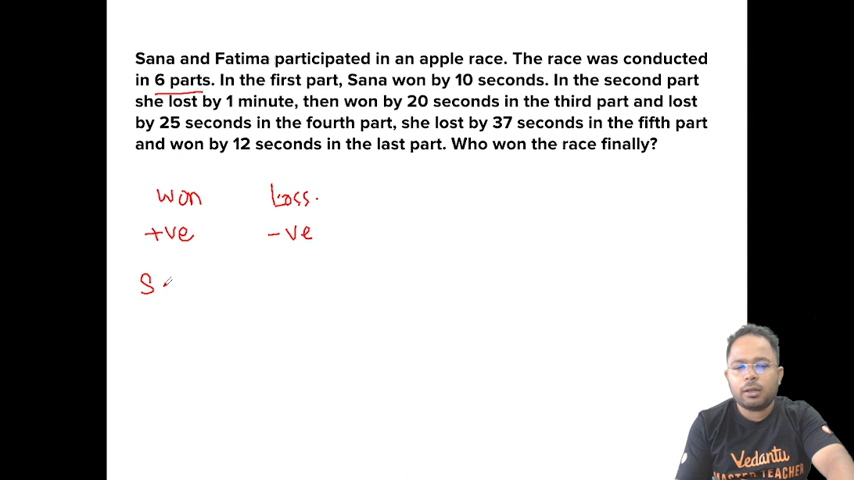 Sana and Fatima participated in an apple race. The race was conducted
in 6 parts. In the first part, Sana won by 10 seconds. In the second part
she lost by 1 minute, then won by 20 seconds in the third part and lost
by 25 seconds in the fourth part, she lost by 37 seconds in the fifth part
and won by 12 seconds in the last part. Who won the race finally?
won Loss.
+ve -ve
S
Vedantu
MASTER TEACHER